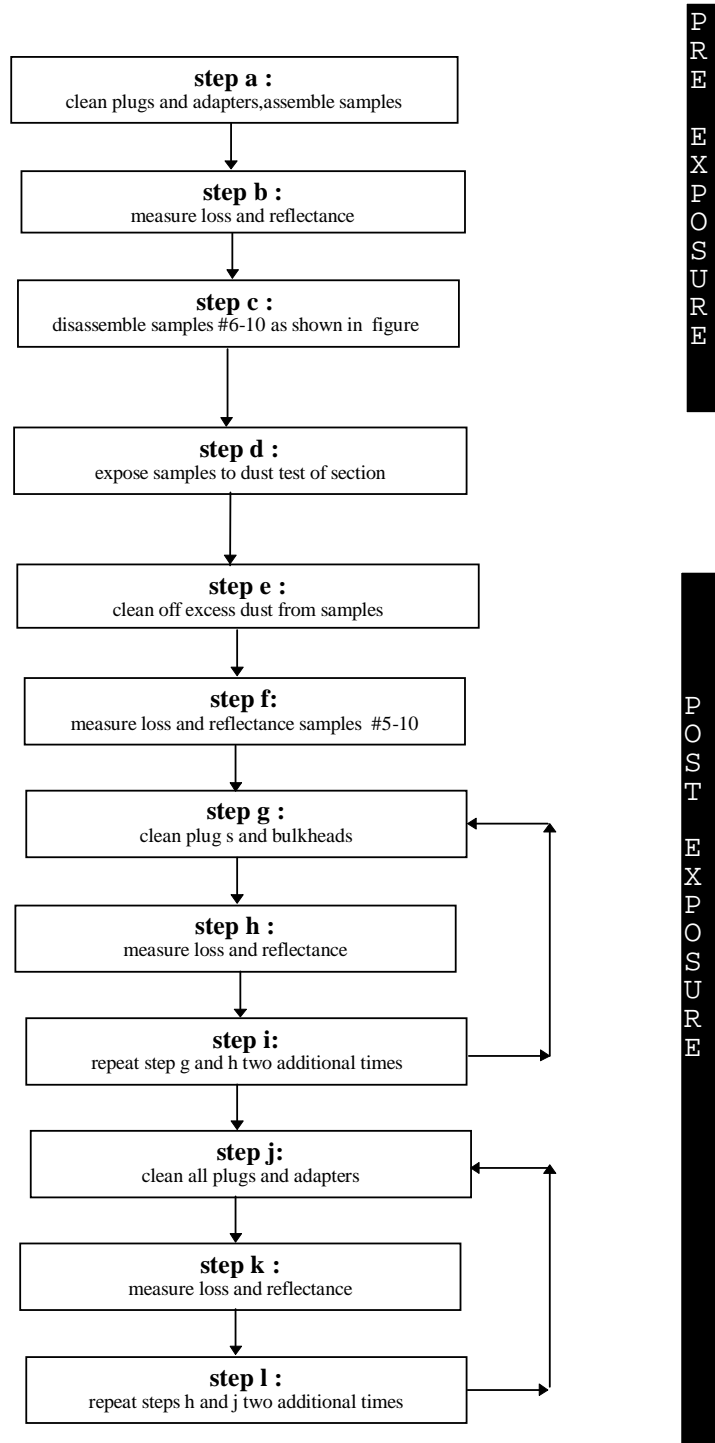 step a :
clean plugs and adapters,assemble samples
step b :
measure loss and reflectance
step c :
disassemble samples #6-10 as shown in figure
step d :
expose samples to dust test of section
step e :
clean off excess dust from samples
step f:
measure loss and reflectance samples #5-10
step g :
clean plug s and bulkheads
step h :
measure loss and reflectance
step i:
repeat step g and h two additional times
step j:
clean all plugs and adapters
step k :
measure loss and reflectance
step l :
repeat steps h and j two additional times
PRE EXPOSURE
POST EXPOSURE